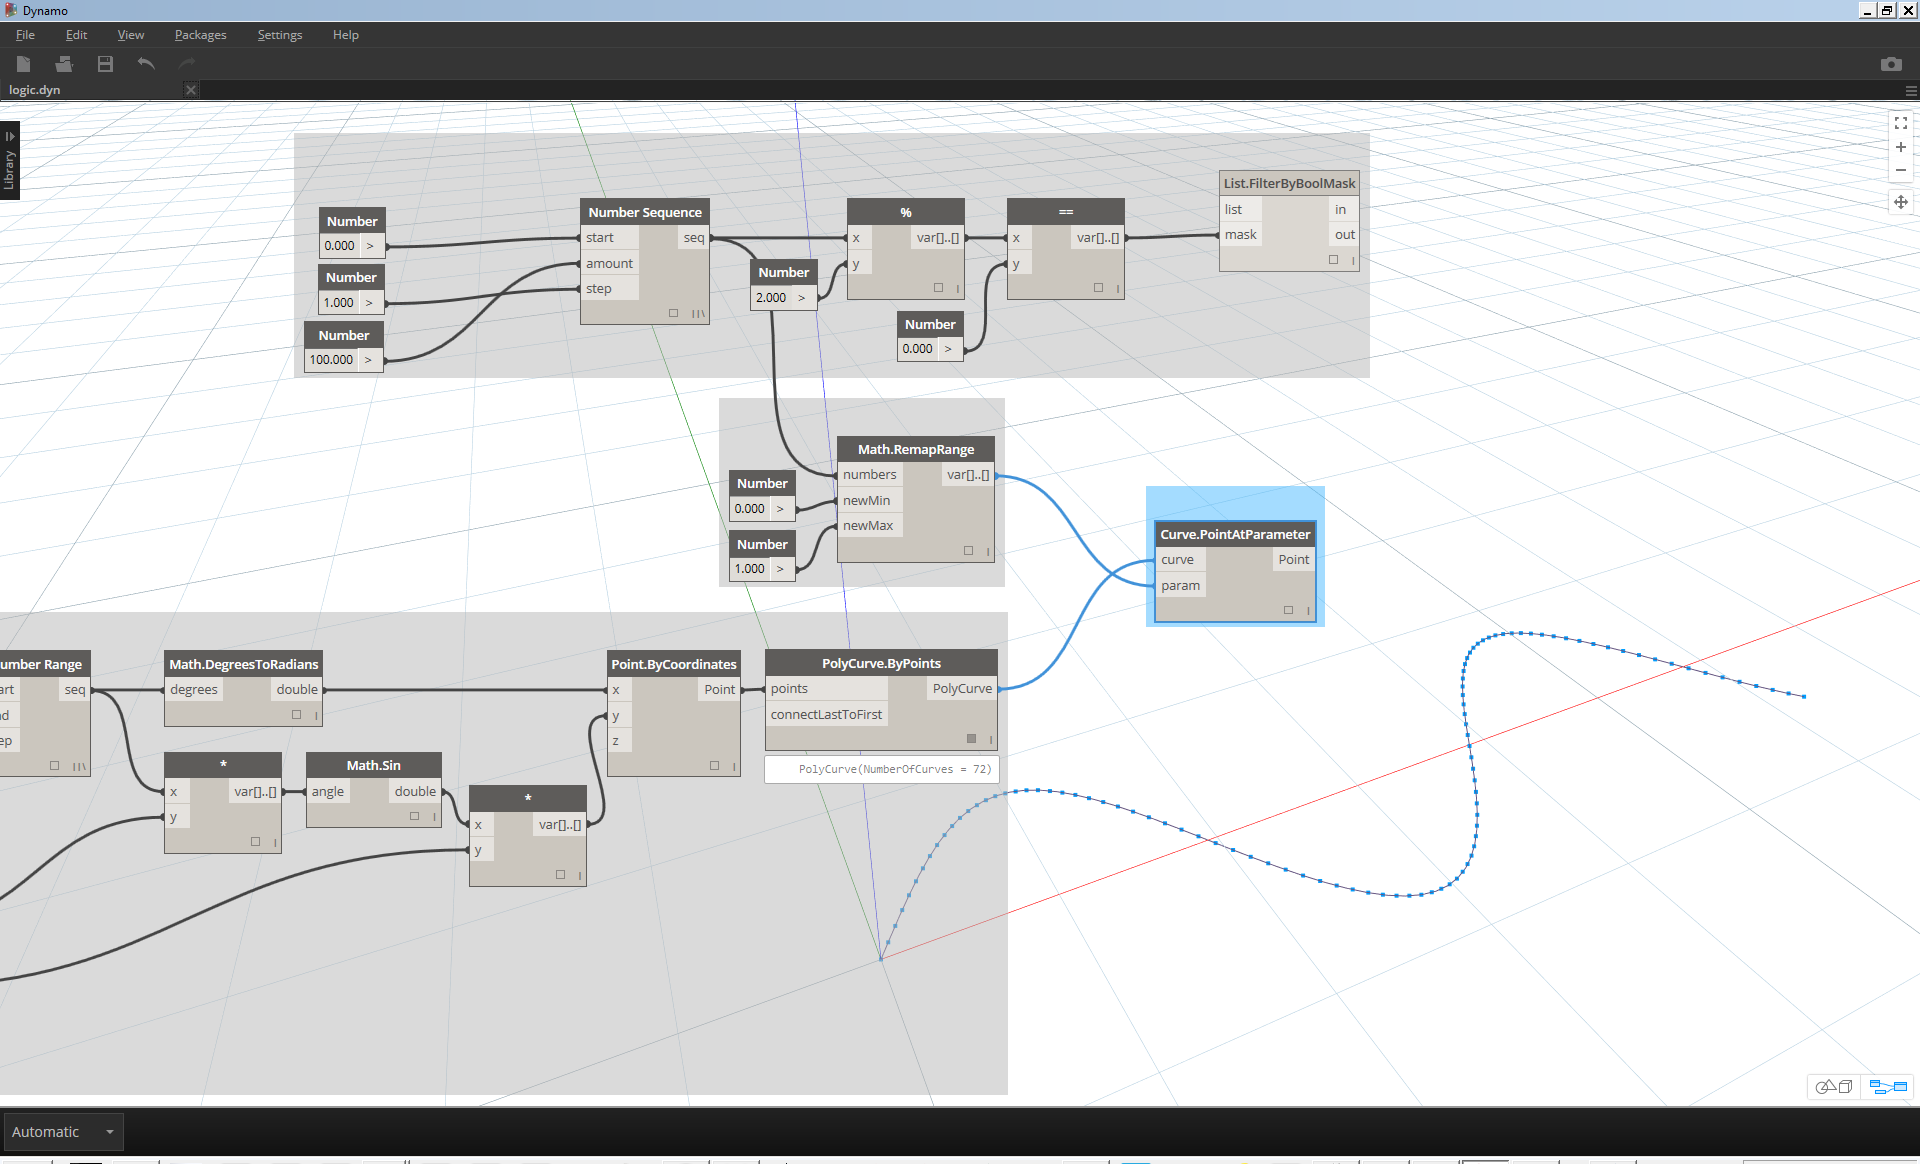 Dynamo
File Edit View Packages Settings Help
logic.dyn
Library
List.FilterByBoolMask
list in
mask out
Number
0.000 >
Number
1.000 >
Number
100.000 >
Number Sequence
start seq
amount
step
Number
2.000 >
%
x var[]..[]
y
==
x var[]..[]
y
Number
0.000 >
Math.RemapRange
numbers var[]..[]
newMin
newMax
Number
0.000 >
Number
1.000 >
Curve.PointAtParameter
curve Point
param
umber Range
art seq
nd
ep
Math.DegreesToRadians
degrees double
*
x var[]..[]
y
Math.Sin
angle double
*
x var[]..[]
y
Point.ByCoordinates
x Point
y
z
PolyCurve.ByPoints
points PolyCurve
connectLastToFirst
PolyCurve(NumberOfCurves = 72)
Automatic